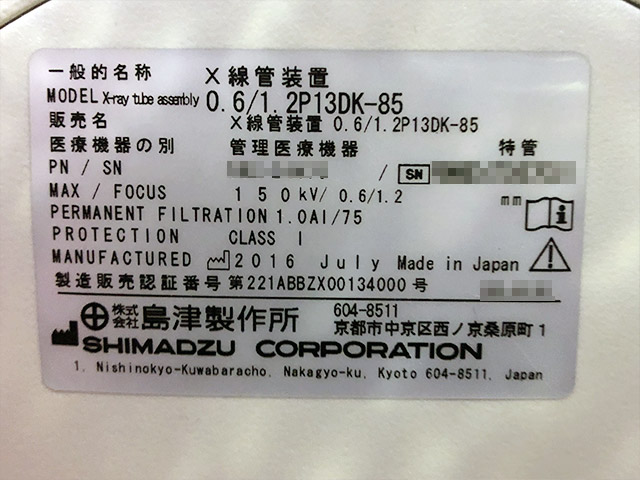 一般的名称 X線管装置
MODEL X-ray tube assembly 0.6/1.2P13DK-85
販売名 X線管装置 0.6/1.2P13DK-85
医療機器の別 管理医療機器 特管
PN / SN / SN
MAX / FOCUS 150kV/ 0.6/1.2 mm
PERMANENT FILTRATION 1.0Al/75
PROTECTION CLASS I
MANUFACTURED 2016 July Made in Japan
製造販売認証番号 第221ABBZX00134000号
株式会社 島津製作所 604-8511
京都市中京区西ノ京桑原町1
SHIMADZU CORPORATION
1, Nishinokyo-Kuwabaracho, Nakagyo-ku, Kyoto 604-8511, Japan